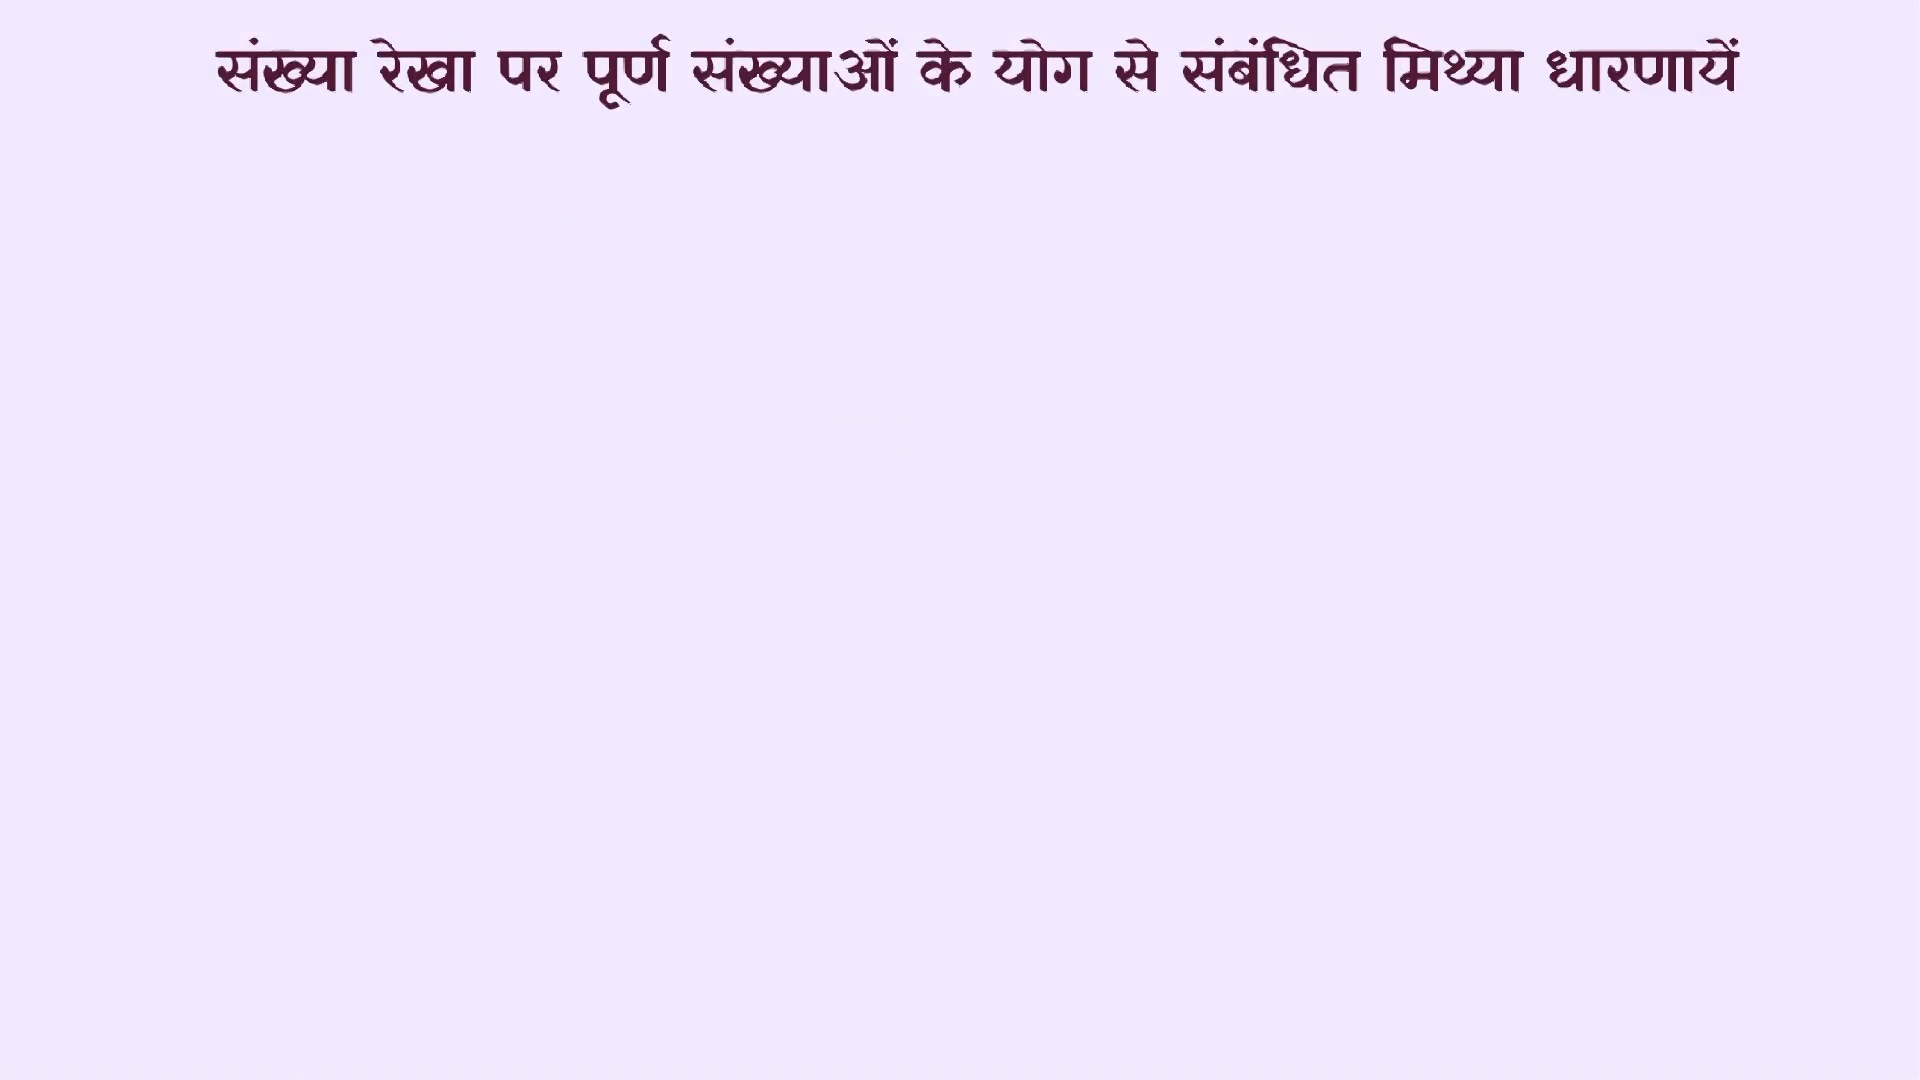 संख्या रेखा पर पूर्ण संख्याओं के योग से संबंधित मिथ्या धारणायें